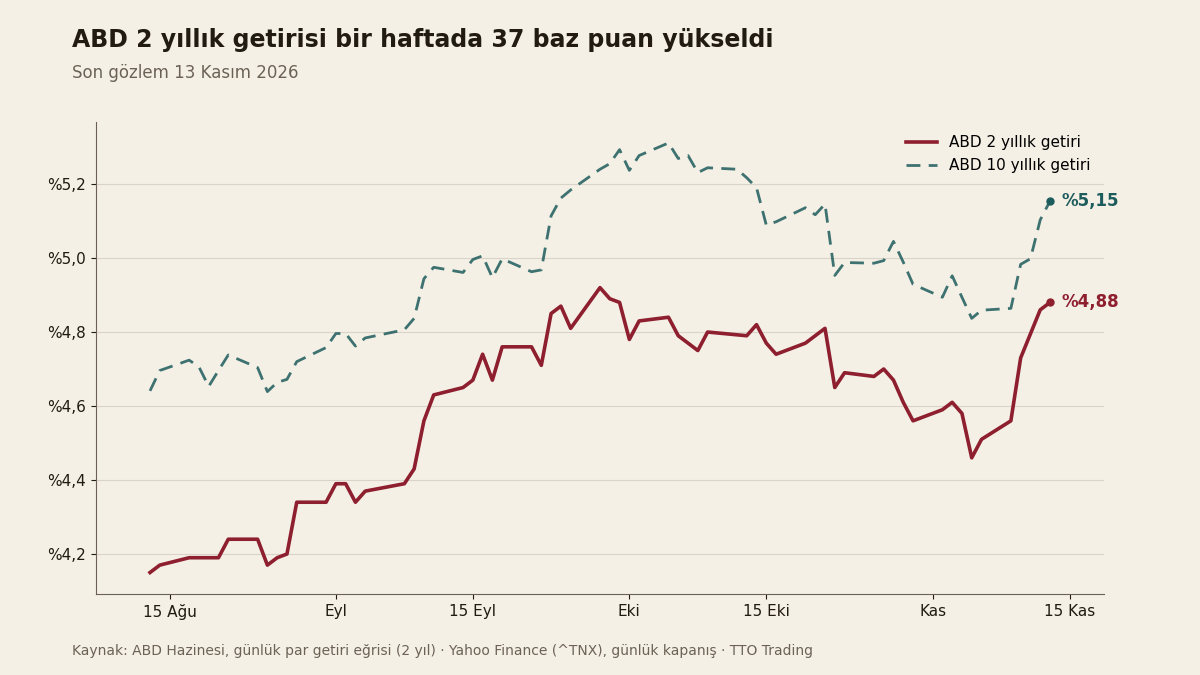 ABD 2 yıllık getirisi bir haftada 37 baz puan yükseldi
Son gözlem 13 Kasım 2026
ABD 2 yıllık getiri
ABD 10 yıllık getiri
%5,2
%5,0
%4,8
%4,6
%4,4
%4,2
%5,15
%4,88
15 Ağu
Eyl
15 Eyl
Eki
15 Eki
Kas
15 Kas
Kaynak: ABD Hazinesi, günlük par getiri eğrisi (2 yıl) · Yahoo Finance (^TNX), günlük kapanış · TTO Trading